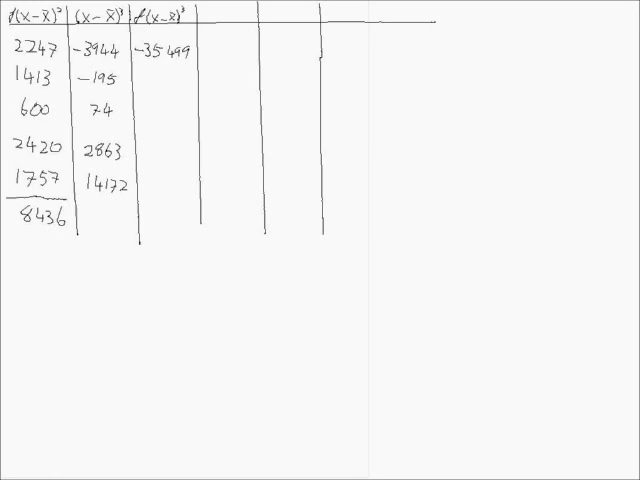 f(x-x̄)² (x-x̄)³ f(x-x̄)³
2247 -3944 -35499
1413 -195
600 74
2420 2863
1757 14172
8436